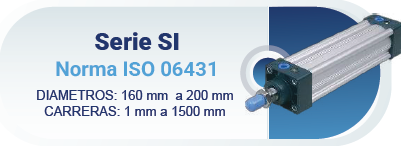 Serie SI
Norma ISO 06431
DIAMETROS: 160 mm a 200 mm
CARRERAS: 1 mm a 1500 mm